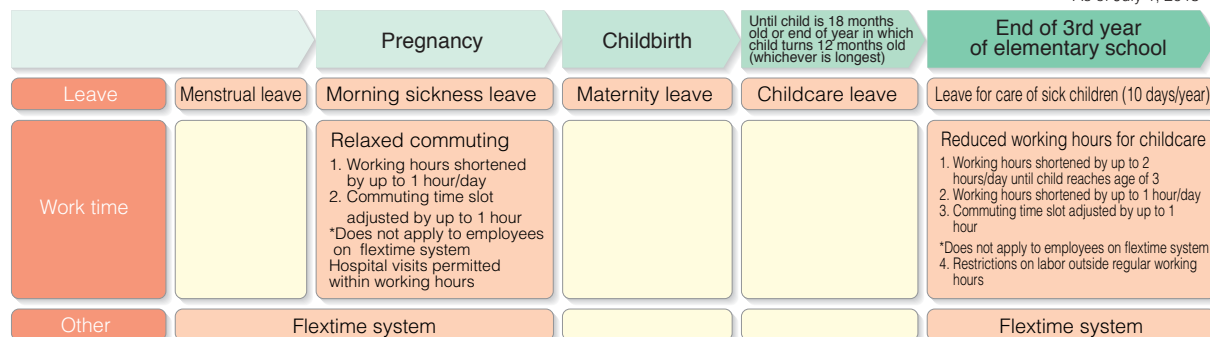 Pregnancy
Childbirth
Until child is 18 months
old or end of year in which
child turns 12 months old
(whichever is longest)
End of 3rd year
of elementary school
Leave
Menstrual leave
Morning sickness leave
Maternity leave
Childcare leave
Leave for care of sick children (10 days/year)
Work time
Relaxed commuting
1. Working hours shortened
by up to 1 hour/day
2. Commuting time slot
adjusted by up to 1 hour
*Does not apply to employees
on flextime system
Hospital visits permitted
within working hours
Reduced working hours for childcare
1. Working hours shortened by up to 2
hours/day until child reaches age of 3
2. Working hours shortened by up to 1 hour/day
3. Commuting time slot adjusted by up to 1
hour
*Does not apply to employees on flextime system
4. Restrictions on labor outside regular working
hours
Other
Flextime system
Flextime system